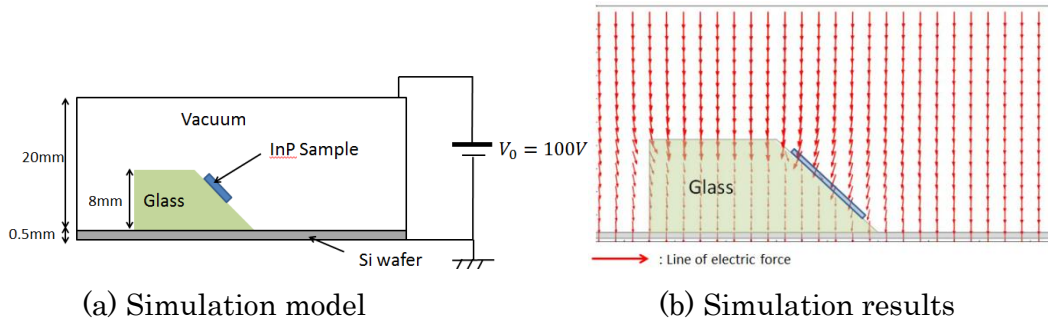 Vacuum
InP Sample
20mm
8mm
Glass
0.5mm
Si wafer
V₀ = 100V
(a) Simulation model
Glass
: Line of electric force
(b) Simulation results